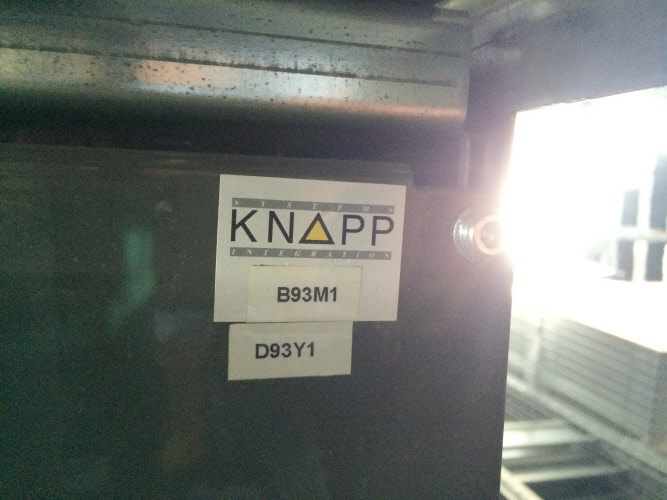 SYSTEMS
KNAPP
INTEGRATION
B93M1
D93Y1